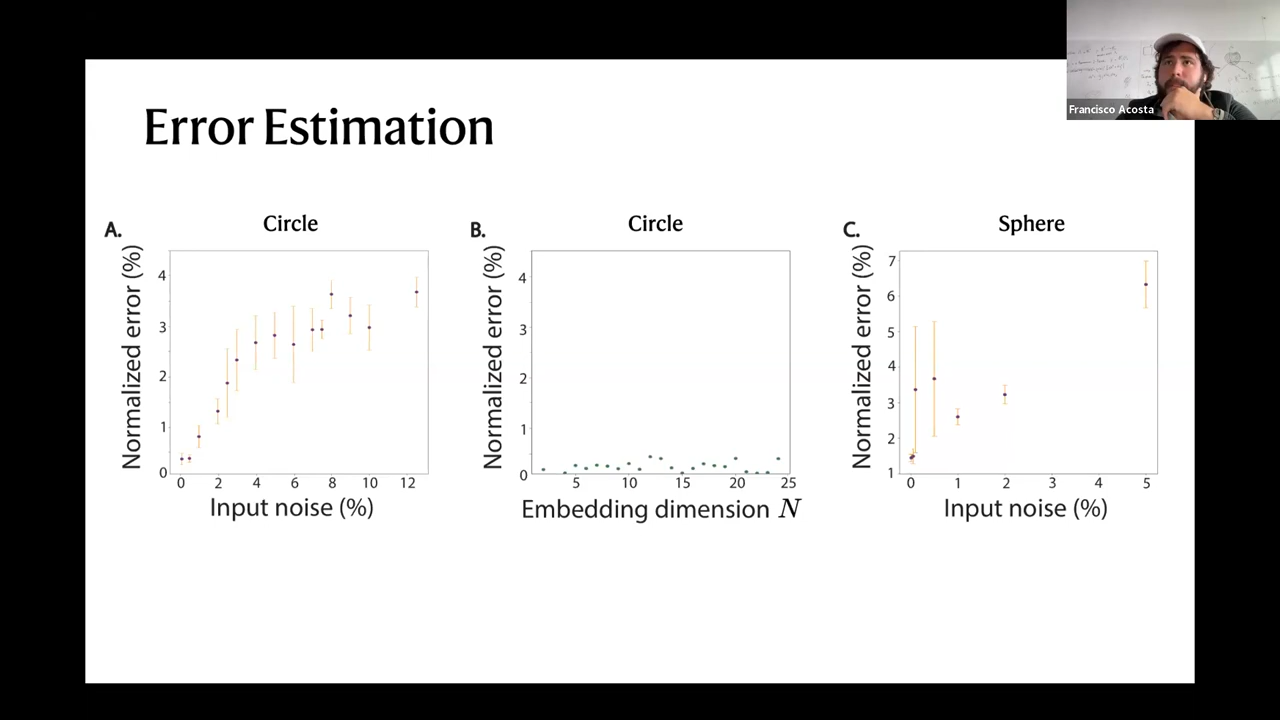 Francisco Acosta
Error Estimation
A.
Circle
Normalized error (%)
4
3
2
1
0
0 2 4 6 8 10 12
Input noise (%)
B.
Circle
Normalized error (%)
4
3
2
1
0
5 10 15 20 25
Embedding dimension N
C.
Sphere
Normalized error (%)
7
6
5
4
3
2
1
0 1 2 3 4 5
Input noise (%)